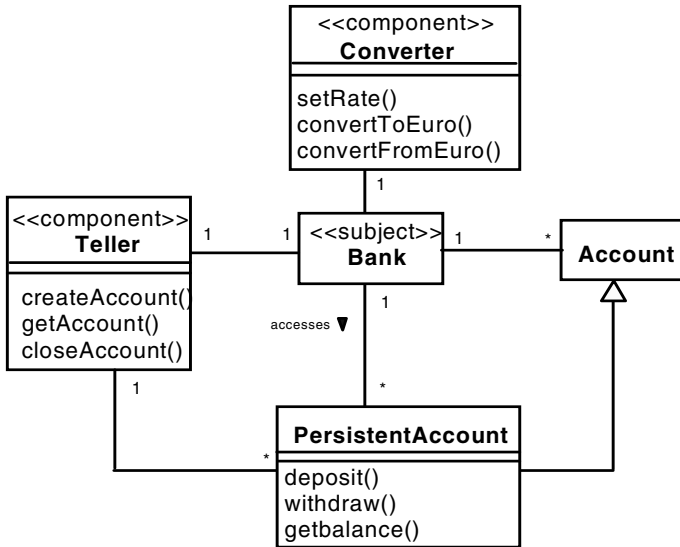 <<component>>
Converter
setRate()
convertToEuro()
convertFromEuro()
1
1
<<component>>
Teller
createAccount()
getAccount()
closeAccount()
1
1
<<subject>>
Bank
1
*
Account
1
accesses
*
1
*
PersistentAccount
deposit()
withdraw()
getbalance()